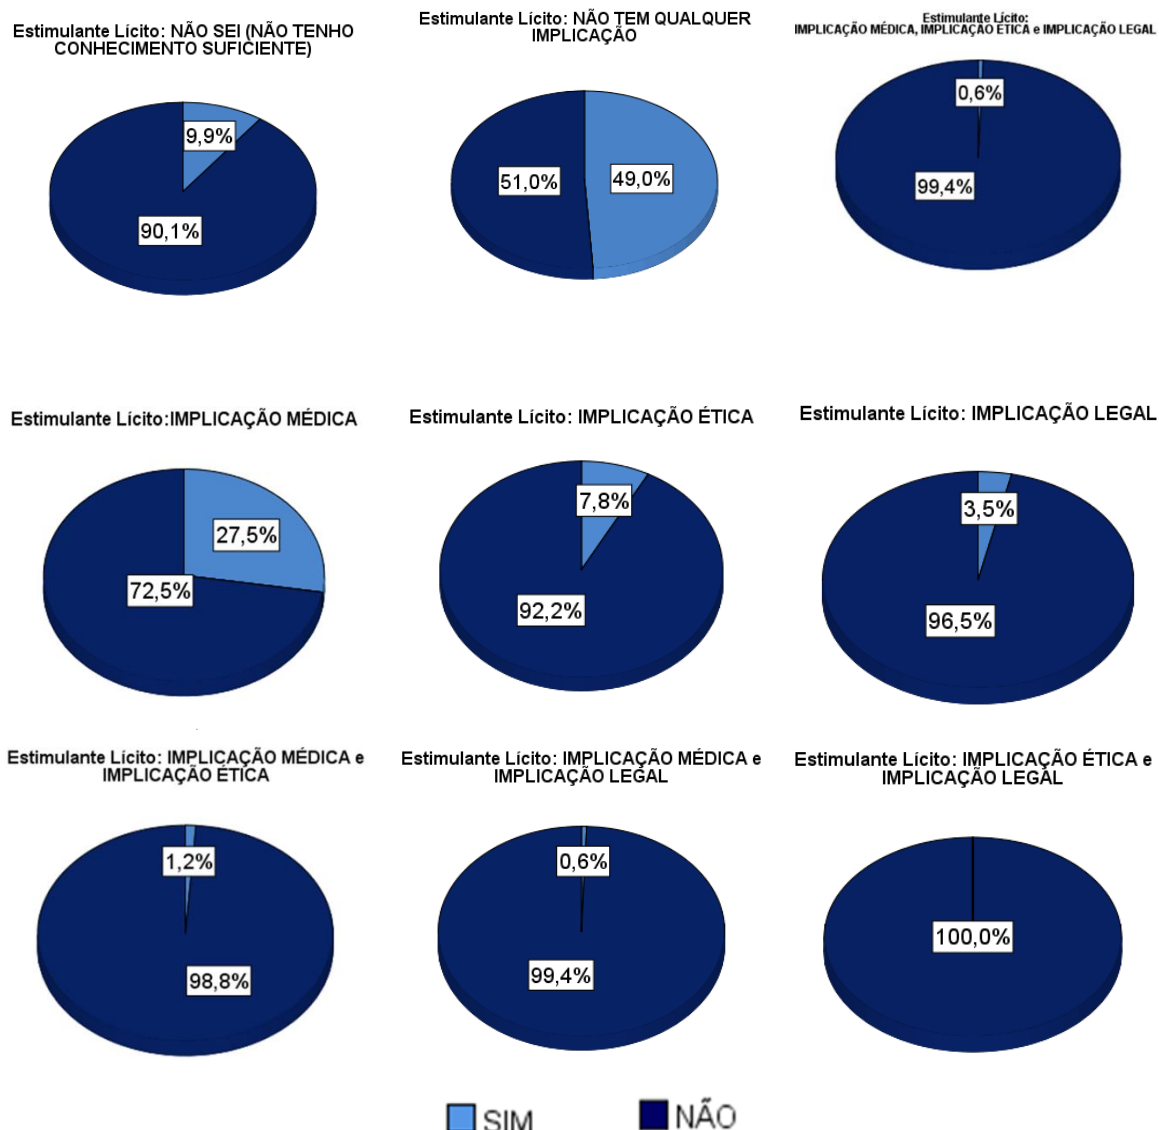 Estimulante Lícito: NÃO SEI (NÃO TENHO
CONHECIMENTO SUFICIENTE)
9,9%
90,1%
Estimulante Lícito: NÃO TEM QUALQUER
IMPLICAÇÃO
51,0%
49,0%
Estimulante Lícito:
IMPLICAÇÃO MÉDICA, IMPLICAÇÃO ÉTICA e IMPLICAÇÃO LEGAL
0,6%
99,4%
Estimulante Lícito:IMPLICAÇÃO MÉDICA
27,5%
72,5%
Estimulante Lícito: IMPLICAÇÃO ÉTICA
7,8%
92,2%
Estimulante Lícito: IMPLICAÇÃO LEGAL
3,5%
96,5%
Estimulante Lícito: IMPLICAÇÃO MÉDICA e
IMPLICAÇÃO ÉTICA
1,2%
98,8%
Estimulante Lícito: IMPLICAÇÃO MÉDICA e
IMPLICAÇÃO LEGAL
0,6%
99,4%
Estimulante Lícito: IMPLICAÇÃO ÉTICA e
IMPLICAÇÃO LEGAL
100,0%
SIM
NÃO